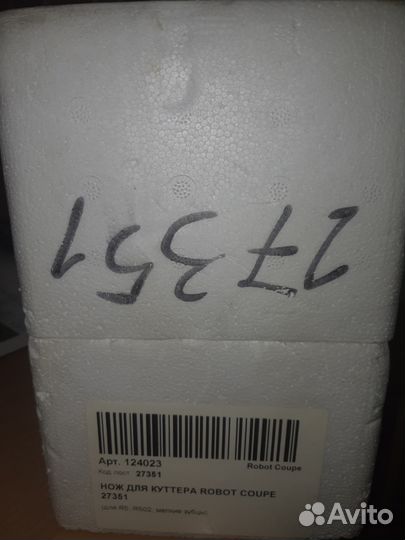 27351
Арт. 124023
Robot Coupe
Код пост. 27351
НОЖ ДЛЯ КУТТЕРА ROBOT COUPE
27351
(для R5, R502, мелкие зубцы)
Avito